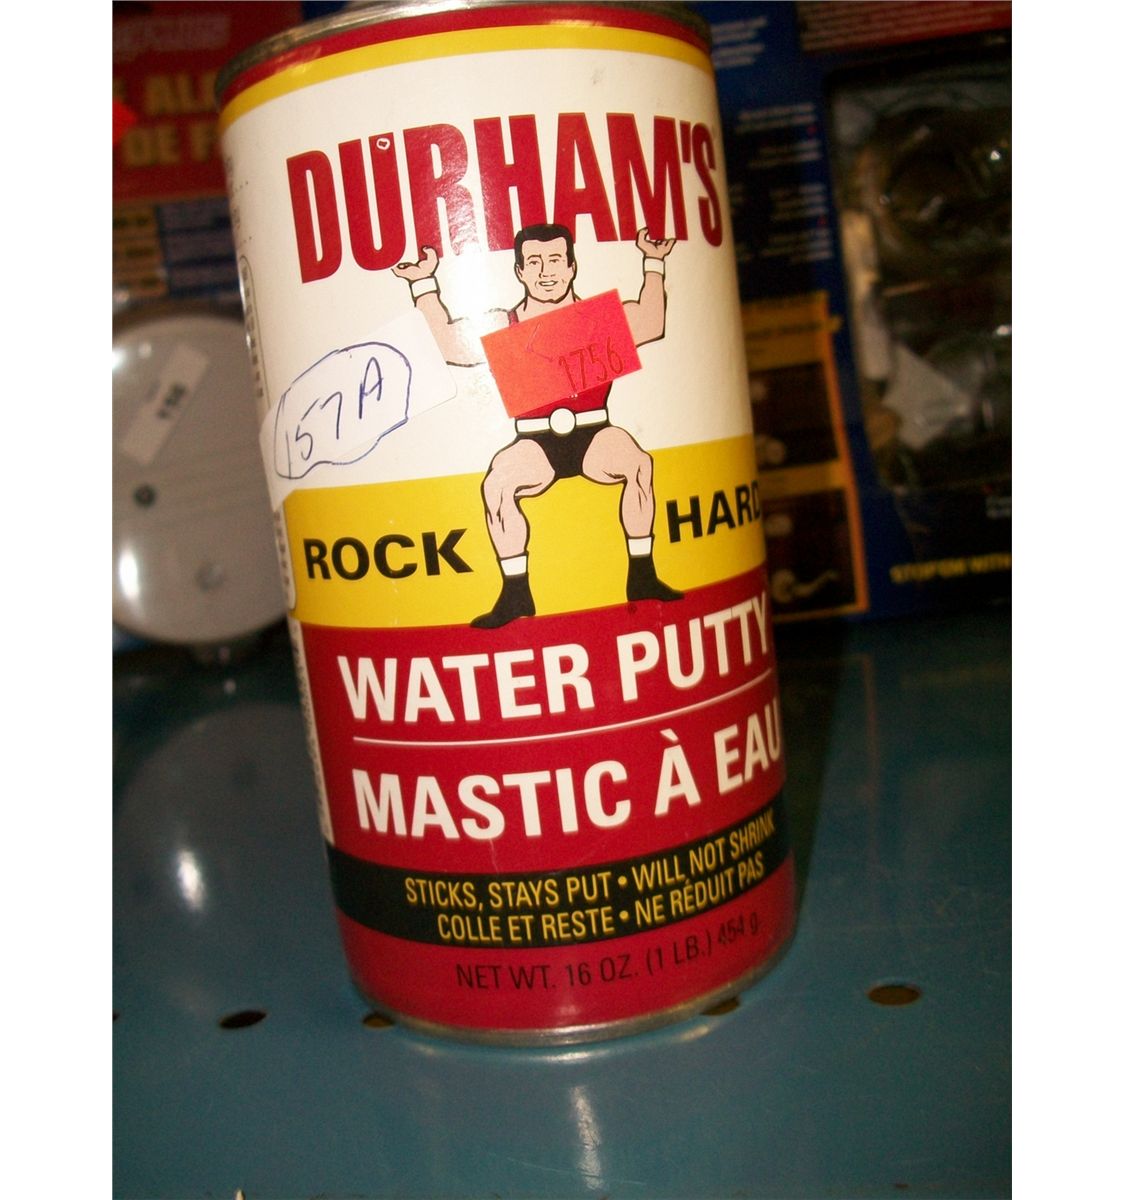 DURHAM'S
1756
157A
ROCK HARD
WATER PUTTY
MASTIC À EAU
STICKS, STAYS PUT • WILL NOT SHRINK
COLLE ET RESTE • NE RÉDUIT PAS
NET WT. 16 OZ. (1 LB.) 454 g.